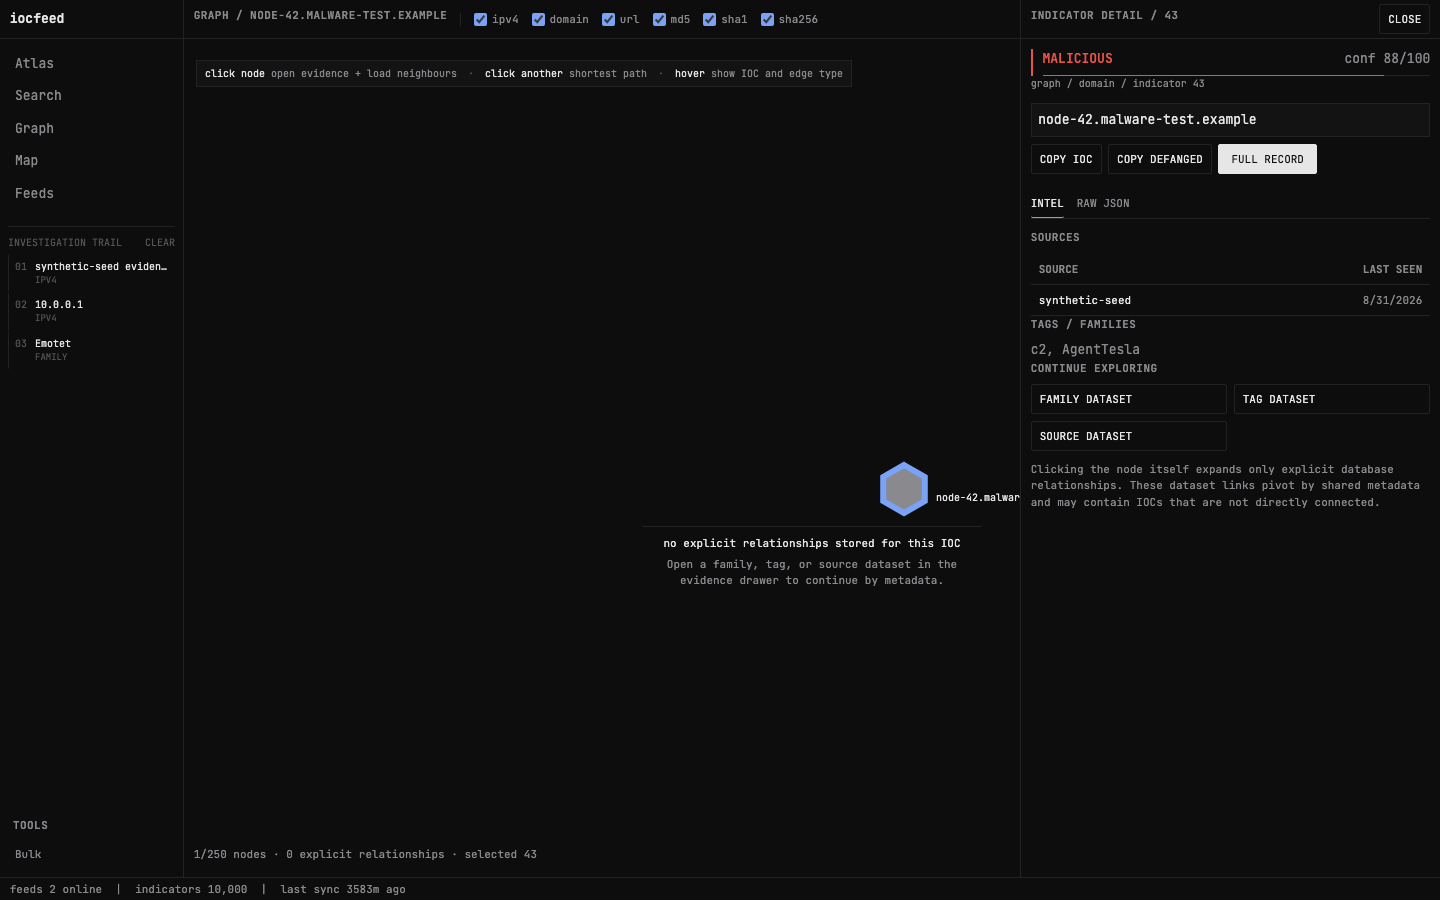 iocfeed
Atlas
Search
Graph
Map
Feeds
INVESTIGATION TRAIL CLEAR
01 synthetic-seed eviden…
IPV4
02 10.0.0.1
IPV4
03 Emotet
FAMILY
TOOLS
Bulk
GRAPH / NODE-42.MALWARE-TEST.EXAMPLE ipv4 domain url md5 sha1 sha256
click node open evidence + load neighbours · click another shortest path · hover show IOC and edge type
node-42.malwar
no explicit relationships stored for this IOC
Open a family, tag, or source dataset in the
evidence drawer to continue by metadata.
1/250 nodes · 0 explicit relationships · selected 43
INDICATOR DETAIL / 43 CLOSE
MALICIOUS conf 88/100
graph / domain / indicator 43
node-42.malware-test.example
COPY IOC COPY DEFANGED FULL RECORD
INTEL RAW JSON
SOURCES
SOURCE LAST SEEN
synthetic-seed 8/31/2026
TAGS / FAMILIES
c2, AgentTesla
CONTINUE EXPLORING
FAMILY DATASET TAG DATASET
SOURCE DATASET
Clicking the node itself expands only explicit database
relationships. These dataset links pivot by shared metadata
and may contain IOCs that are not directly connected.
feeds 2 online | indicators 10,000 | last sync 3583m ago